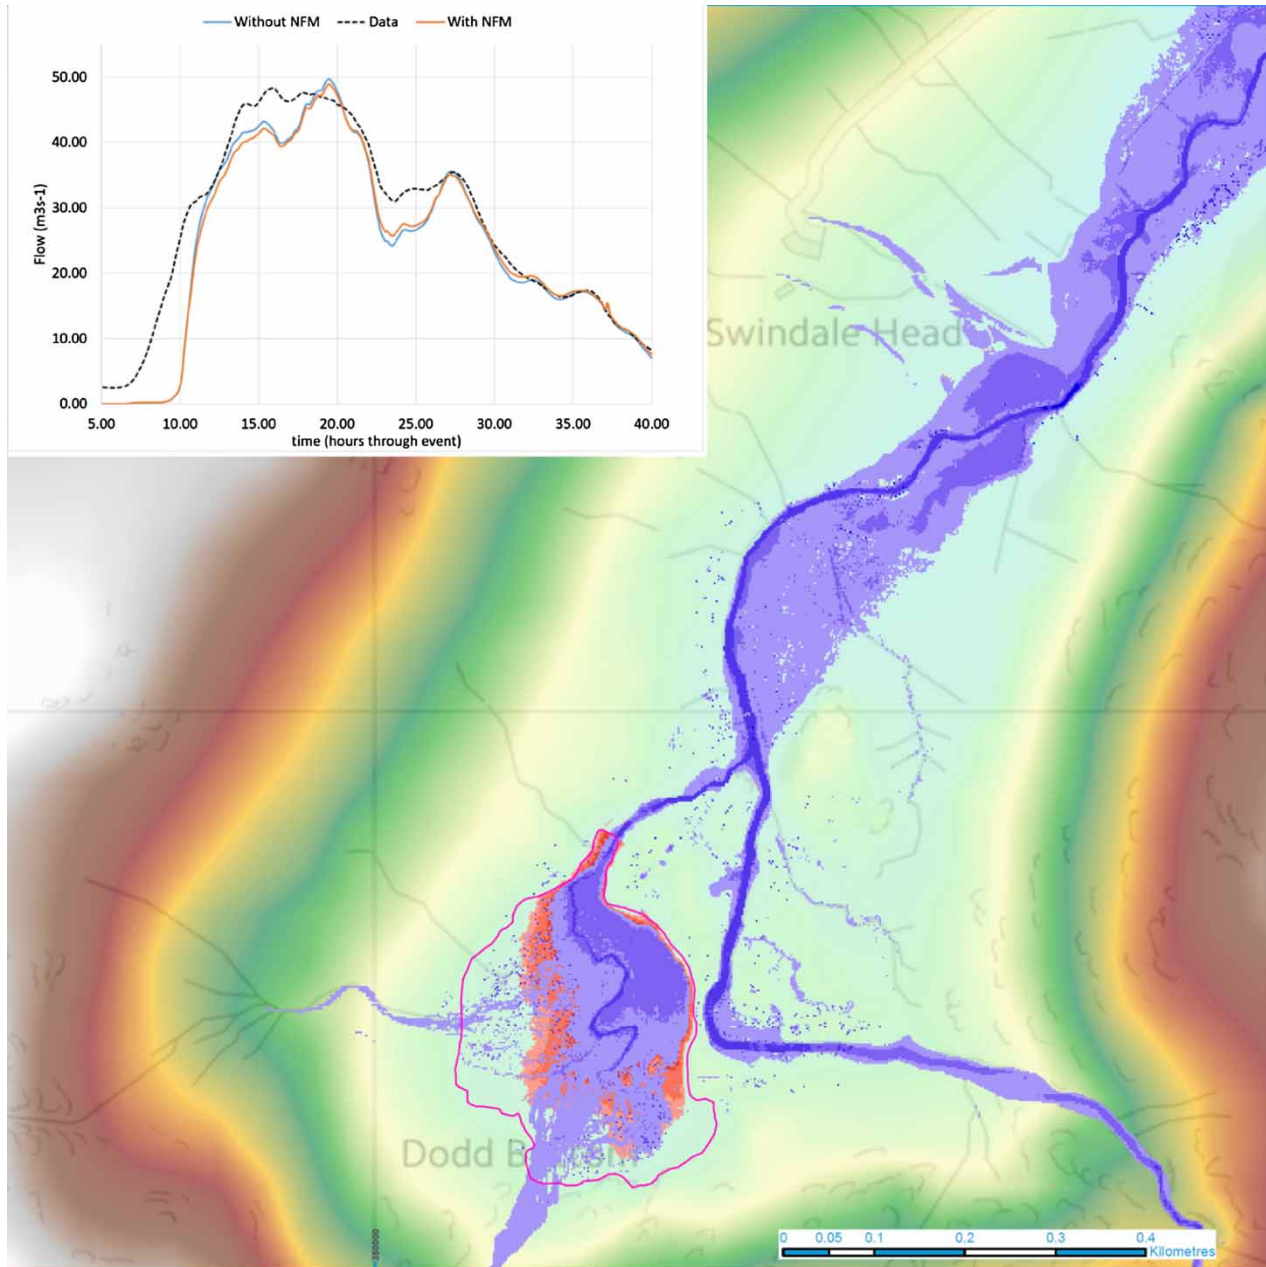 Without NFM Data With NFM
50.00
40.00
30.00
20.00
10.00
0.00
Flow (m3s-1)
5.00 10.00 15.00 20.00 25.00 30.00 35.00 40.00
time (hours through event)
Swindale Head
Dodd B
350000
0 0.05 0.1 0.2 0.3 0.4
Kilometres